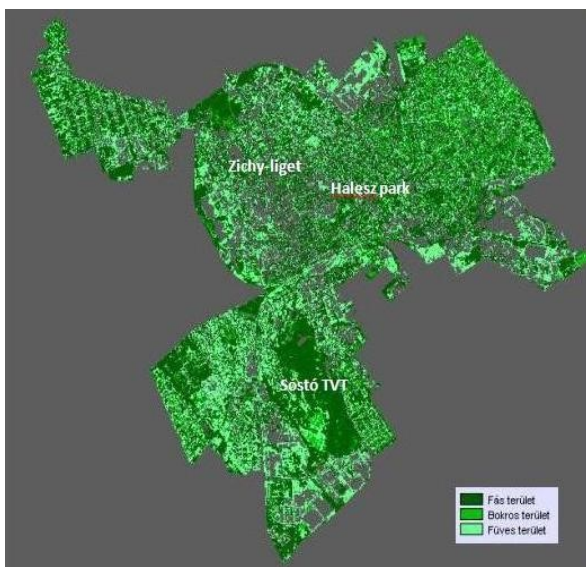 Zichy-liget
Halesz park
Sóstó TVT
Fás terület
Bokros terület
Füves terület